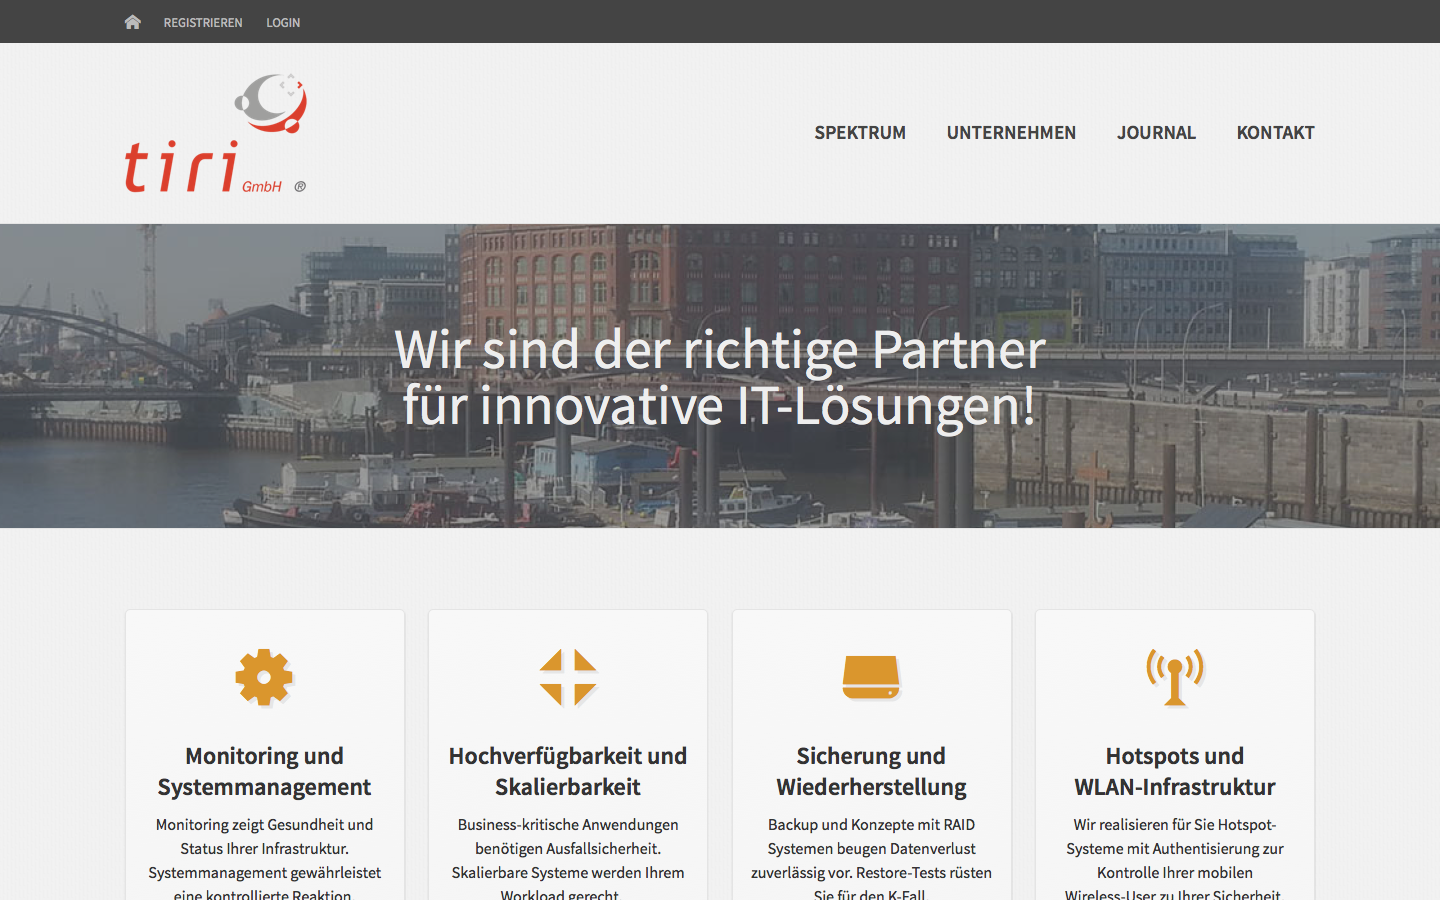 REGISTRIEREN LOGIN
tiri GmbH ®
SPEKTRUM UNTERNEHMEN JOURNAL KONTAKT
Wir sind der richtige Partner
für innovative IT-Lösungen!
Monitoring und
Systemmanagement
Monitoring zeigt Gesundheit und
Status Ihrer Infrastruktur.
Systemmanagement gewährleistet
eine kontrollierte Reaktion
Hochverfügbarkeit und
Skalierbarkeit
Business-kritische Anwendungen
benötigen Ausfallsicherheit.
Skalierbare Systeme werden Ihrem
Workload gerecht.
Sicherung und
Wiederherstellung
Backup und Konzepte mit RAID
Systemen beugen Datenverlust
zuverlässig vor. Restore-Tests rüsten
Sie für den K-Fall.
Hotspots und
WLAN-Infrastruktur
Wir realisieren für Sie Hotspot-
Systeme mit Authentisierung zur
Kontrolle Ihrer mobilen
Wireless-User zu Ihrer Sicherheit.